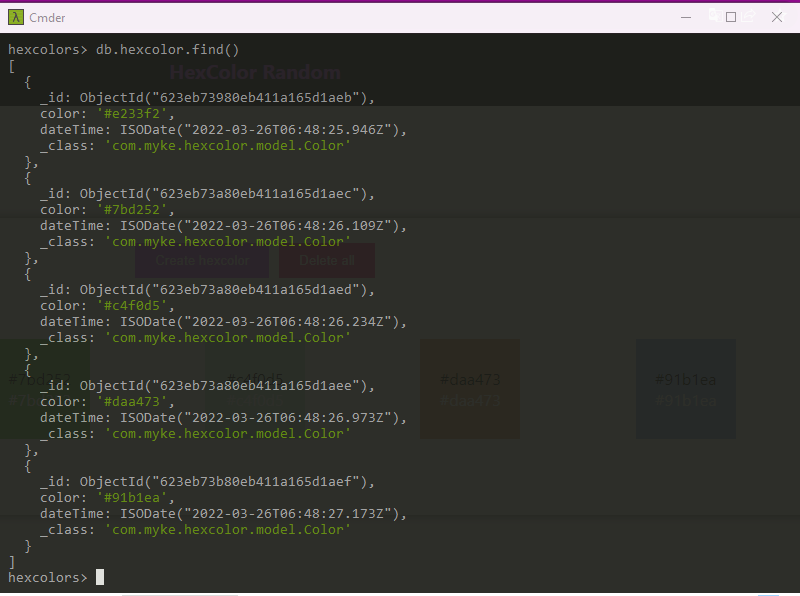 Cmder
hexcolors> db.hexcolor.find()
[
HexColor Random
  {
    _id: ObjectId("623eb73980eb411a165d1aeb"),
    color: '#e233f2',
    dateTime: ISODate("2022-03-26T06:48:25.946Z"),
    _class: 'com.myke.hexcolor.model.Color'
  },
  {
    _id: ObjectId("623eb73a80eb411a165d1aec"),
    color: '#7bd252',
    dateTime: ISODate("2022-03-26T06:48:26.109Z"),
    _class: 'com.myke.hexcolor.model.Color'
  },
Create hexcolor Delete all
  {
    _id: ObjectId("623eb73a80eb411a165d1aed"),
    color: '#c4f0d5',
    dateTime: ISODate("2022-03-26T06:48:26.234Z"),
    _class: 'com.myke.hexcolor.model.Color'
  },
  {
#7bd252 #c4f0d5 #daa473 #91b1ea
    _id: ObjectId("623eb73a80eb411a165d1aee"),
    color: '#daa473',
#daa473 #91b1ea
    dateTime: ISODate("2022-03-26T06:48:26.973Z"),
    _class: 'com.myke.hexcolor.model.Color'
  },
  {
    _id: ObjectId("623eb73b80eb411a165d1aef"),
    color: '#91b1ea',
    dateTime: ISODate("2022-03-26T06:48:27.173Z"),
    _class: 'com.myke.hexcolor.model.Color'
  }
]
hexcolors>